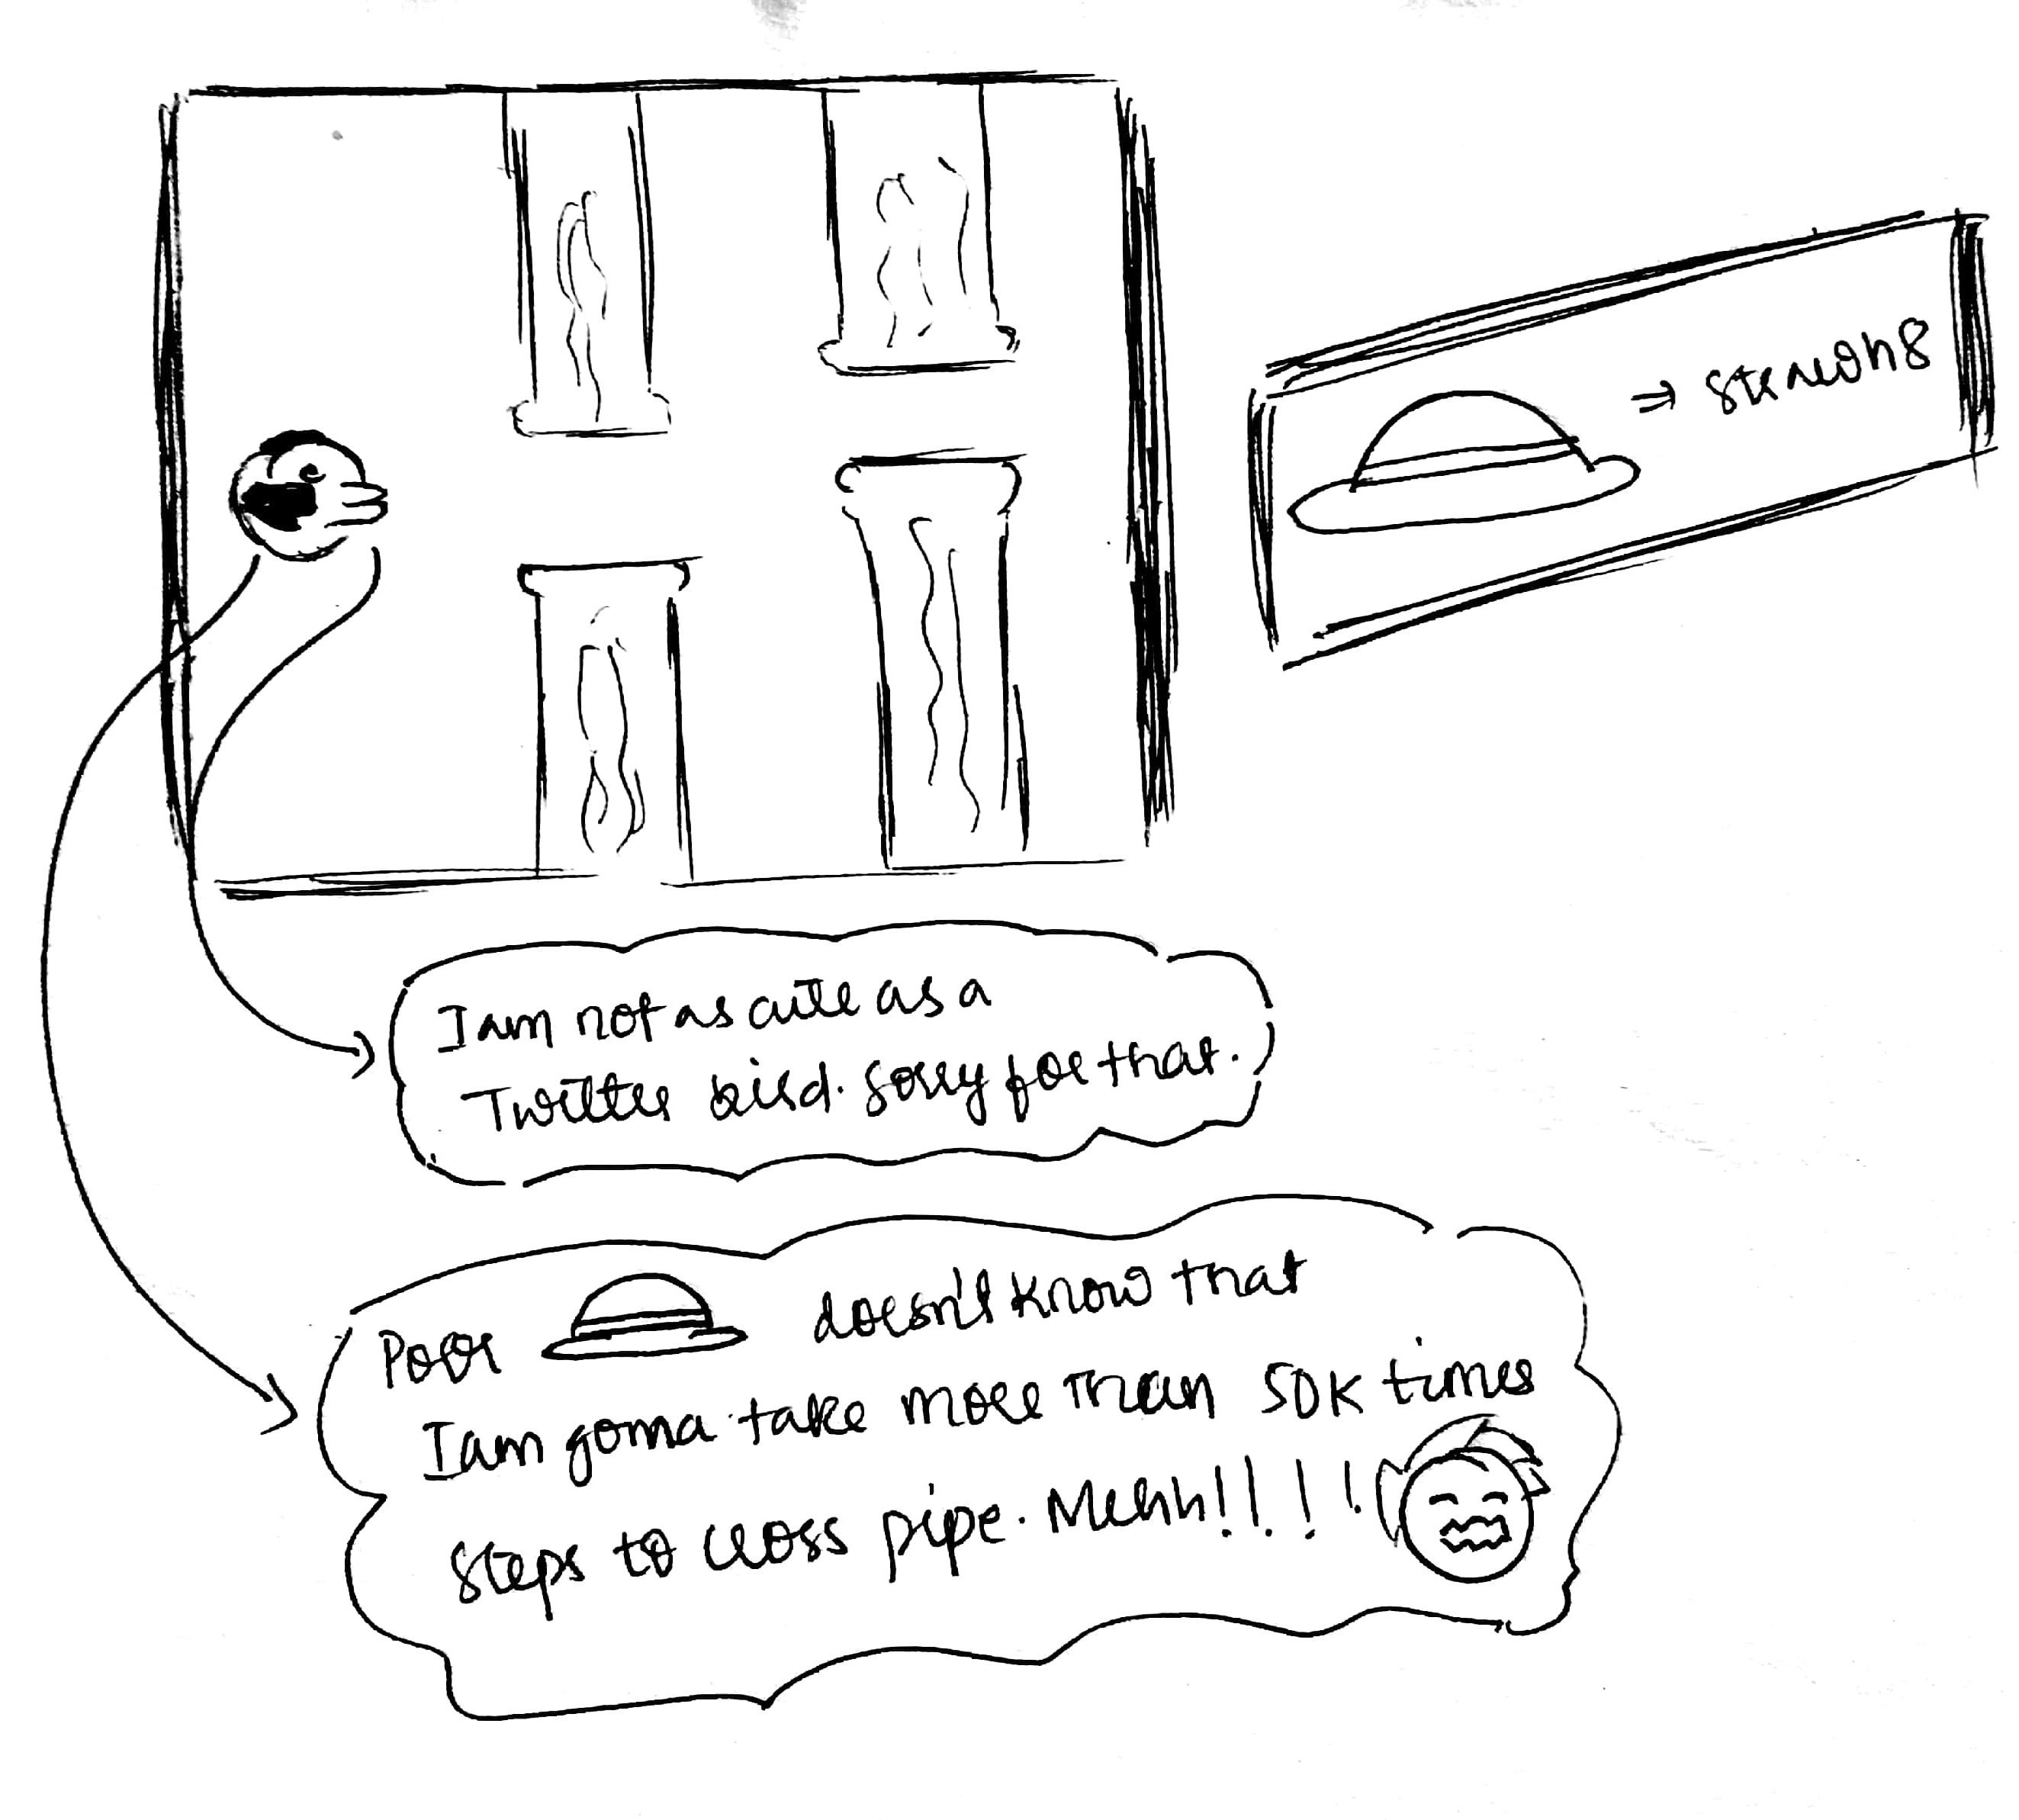 I am not as cute as a
Twitter bird. Sorry for that.
Poor doesn't know that
I am gonna take more than 50K times
steps to cross pipe. Mehh!!!!